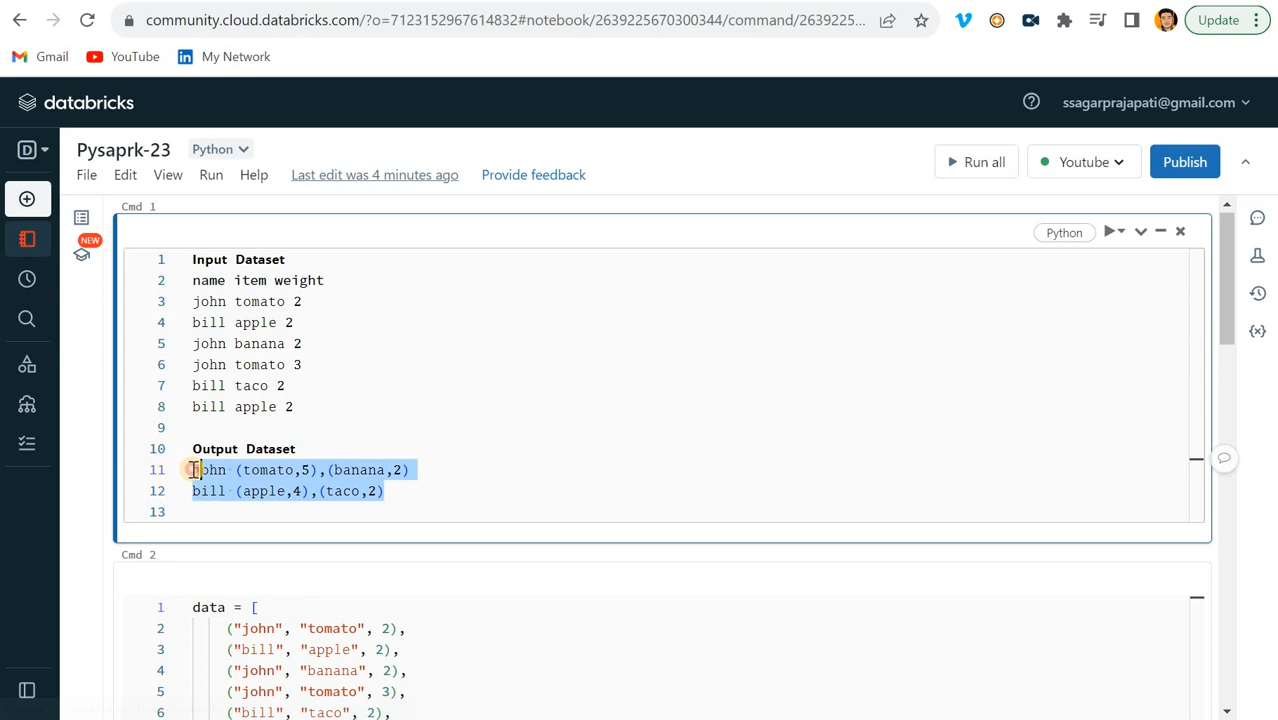 community.cloud.databricks.com/?o=7123152967614832#notebook/2639225670300344/command/2639225...
Update
Gmail
YouTube
My Network
databricks
ssagarprajapati@gmail.com
D
Pysaprk-23
Python
Run all
Youtube
Publish
File
Edit
View
Run
Help
Last edit was 4 minutes ago
Provide feedback
NEW
Cmd 1
Python
1 Input Dataset
2 name item weight
3 john tomato 2
4 bill apple 2
5 john banana 2
6 john tomato 3
7 bill taco 2
8 bill apple 2
9
10 Output Dataset
11 john (tomato,5),(banana,2)
12 bill (apple,4),(taco,2)
13
Cmd 2
1 data = [
2 ("john", "tomato", 2),
3 ("bill", "apple", 2),
4 ("john", "banana", 2),
5 ("john", "tomato", 3),
6 ("bill", "taco", 2),